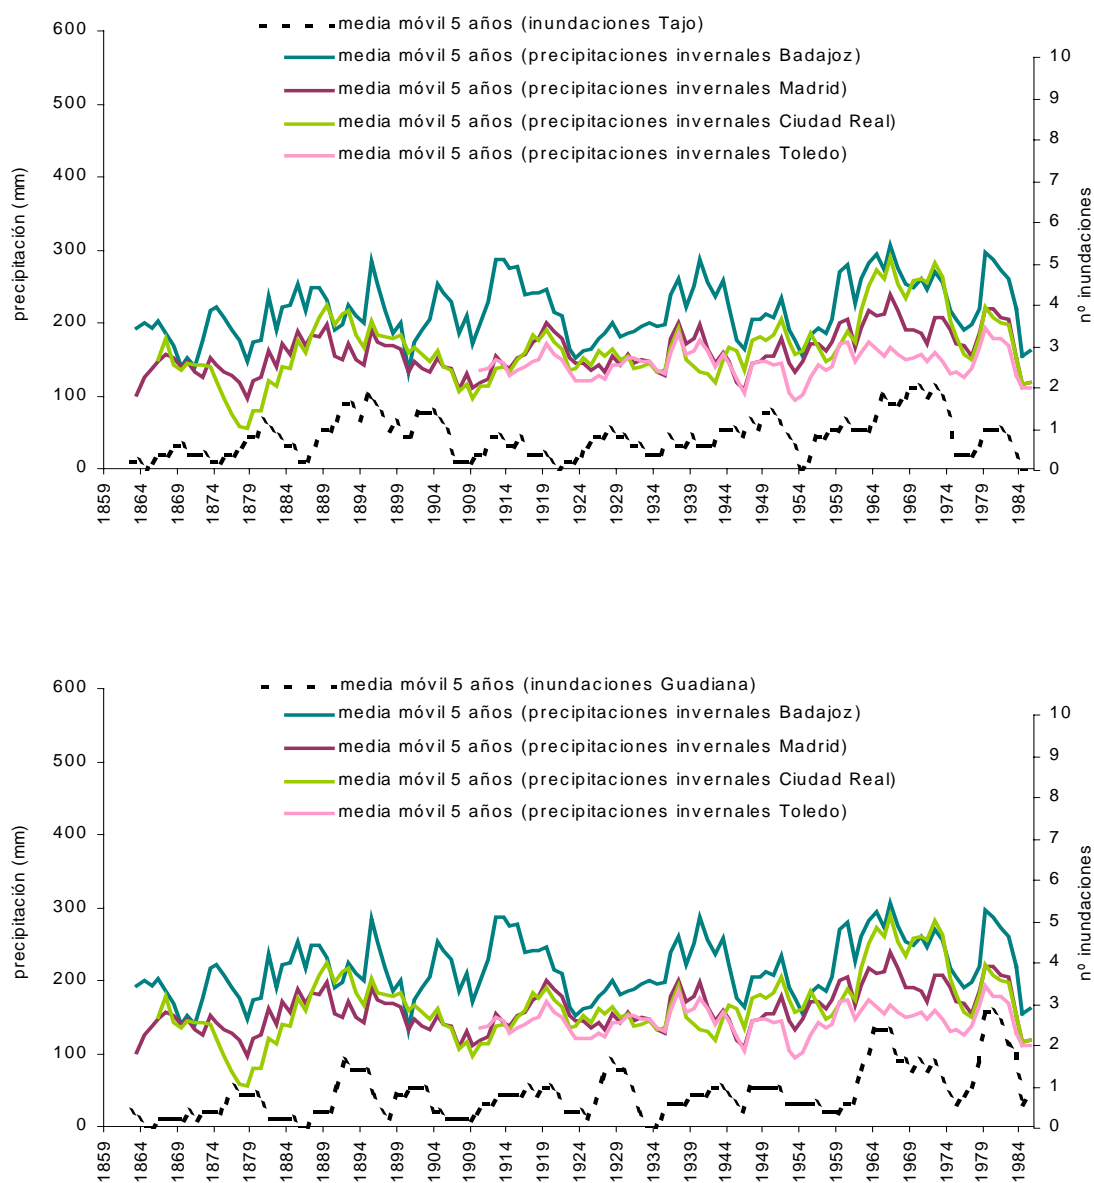 media móvil 5 años (inundaciones Tajo)
media móvil 5 años (precipitaciones invernales Badajoz)
media móvil 5 años (precipitaciones invernales Madrid)
media móvil 5 años (precipitaciones invernales Ciudad Real)
media móvil 5 años (precipitaciones invernales Toledo)
precipitación (mm)
600
500
400
300
200
100
0
nº inundaciones
10
9
8
7
6
5
4
3
2
1
0
1859 1864 1869 1874 1879 1884 1889 1894 1899 1904 1909 1914 1919 1924 1929 1934 1939 1944 1949 1954 1959 1964 1969 1974 1979 1984
media móvil 5 años (inundaciones Guadiana)
media móvil 5 años (precipitaciones invernales Badajoz)
media móvil 5 años (precipitaciones invernales Madrid)
media móvil 5 años (precipitaciones invernales Ciudad Real)
media móvil 5 años (precipitaciones invernales Toledo)
precipitación (mm)
600
500
400
300
200
100
0
nº inundaciones
10
9
8
7
6
5
4
3
2
1
0
1859 1864 1869 1874 1879 1884 1889 1894 1899 1904 1909 1914 1919 1924 1929 1934 1939 1944 1949 1954 1959 1964 1969 1974 1979 1984